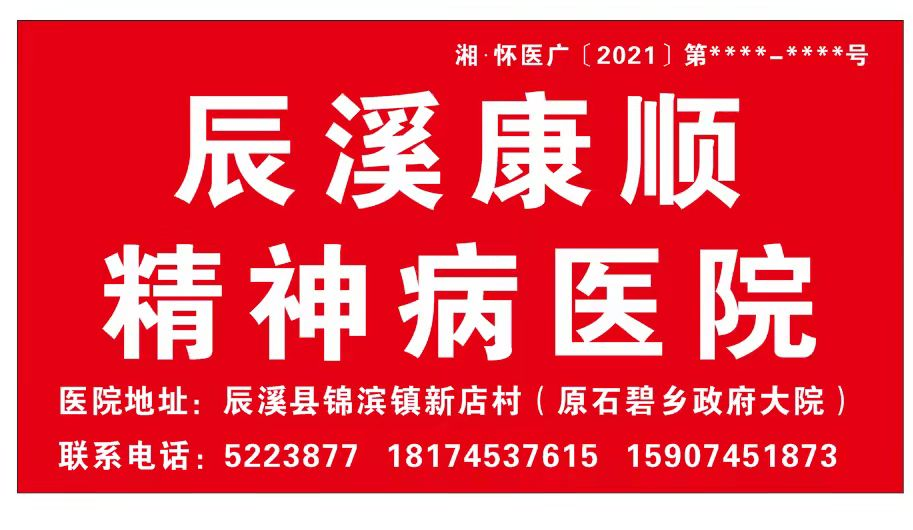 湘·怀医广〔2021〕第****-****号
辰溪康顺
精神病医院
医院地址：辰溪县锦滨镇新店村（原石碧乡政府大院）
联系电话：5223877 18174537615 15907451873